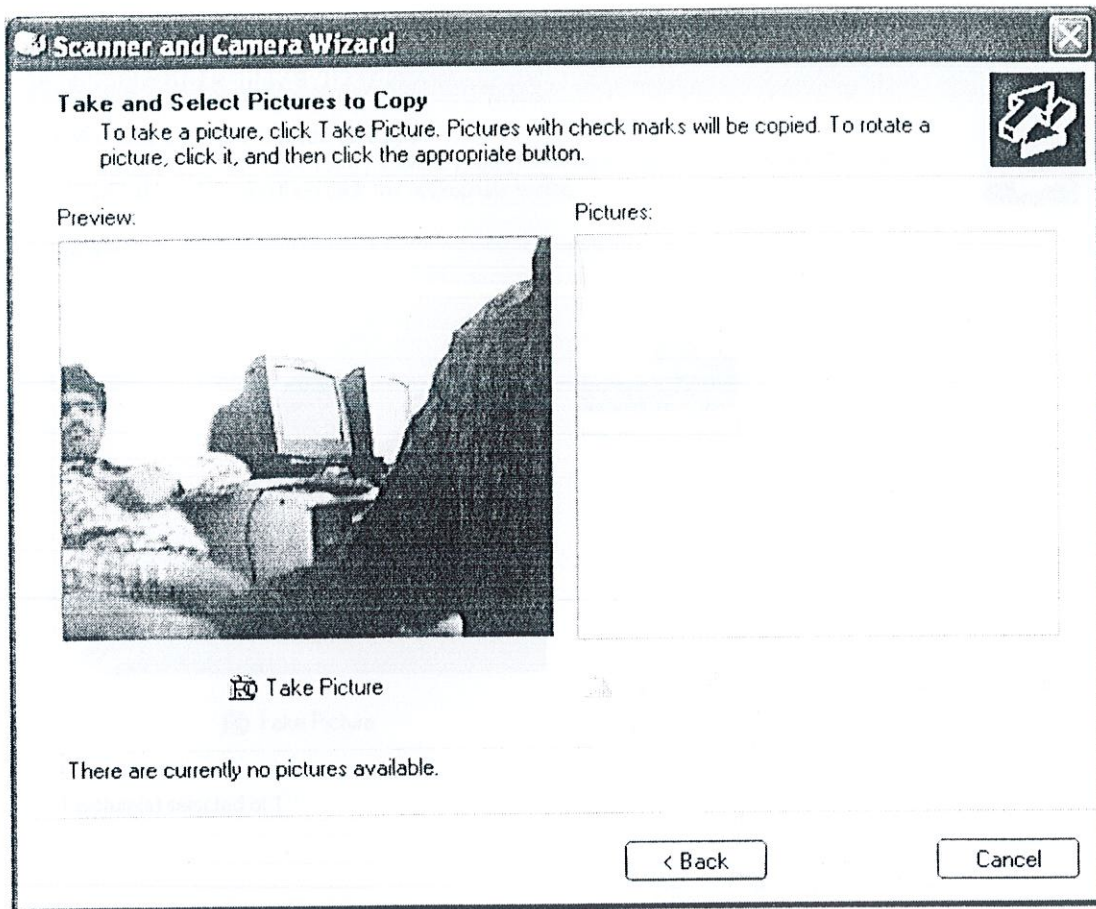 Scanner and Camera Wizard
Take and Select Pictures to Copy
To take a picture, click Take Picture. Pictures with check marks will be copied. To rotate a
picture, click it, and then click the appropriate button.
Preview:
Pictures:
Take Picture
Take Picture
There are currently no pictures available.
< Back
Cancel